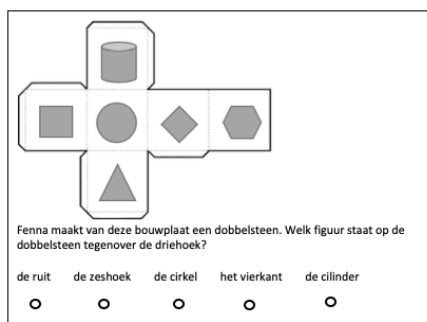 Fenna maakt van deze bouwplaat een dobbelsteen. Welk figuur staat op de
dobbelsteen tegenover de driehoek?
de ruit de zeshoek de cirkel het vierkant de cilinder